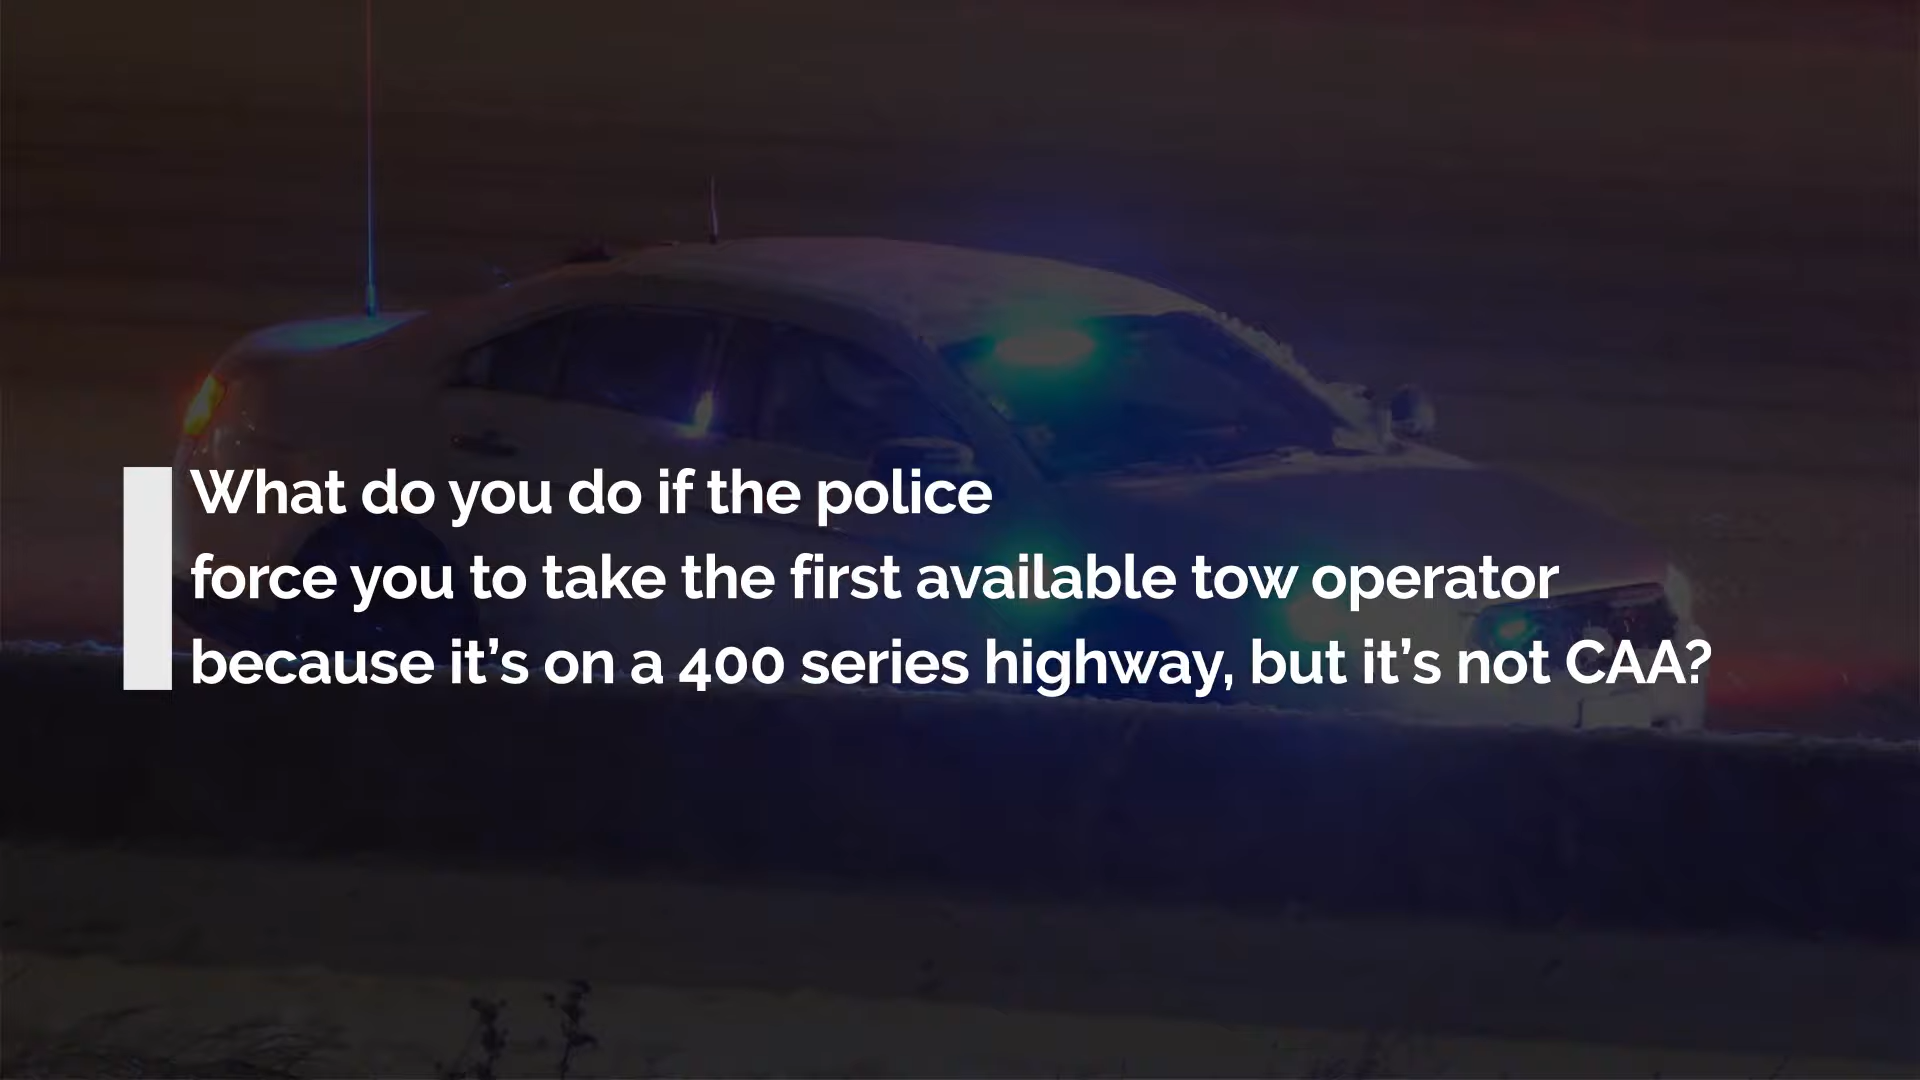 What do you do if the police
force you to take the first available tow operator
because it’s on a 400 series highway, but it’s not CAA?